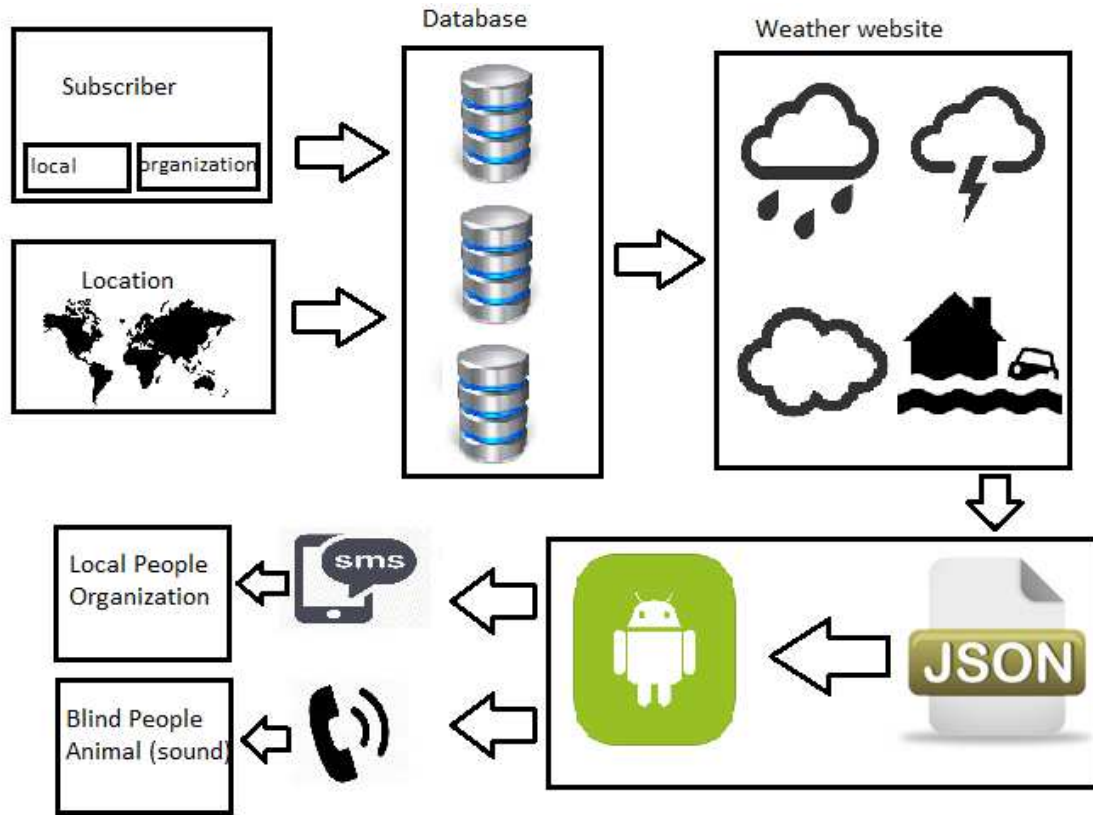 Database
Weather website
Subscriber
local
organization
Location
Local People
Organization
sms
JSON
Blind People
Animal (sound)